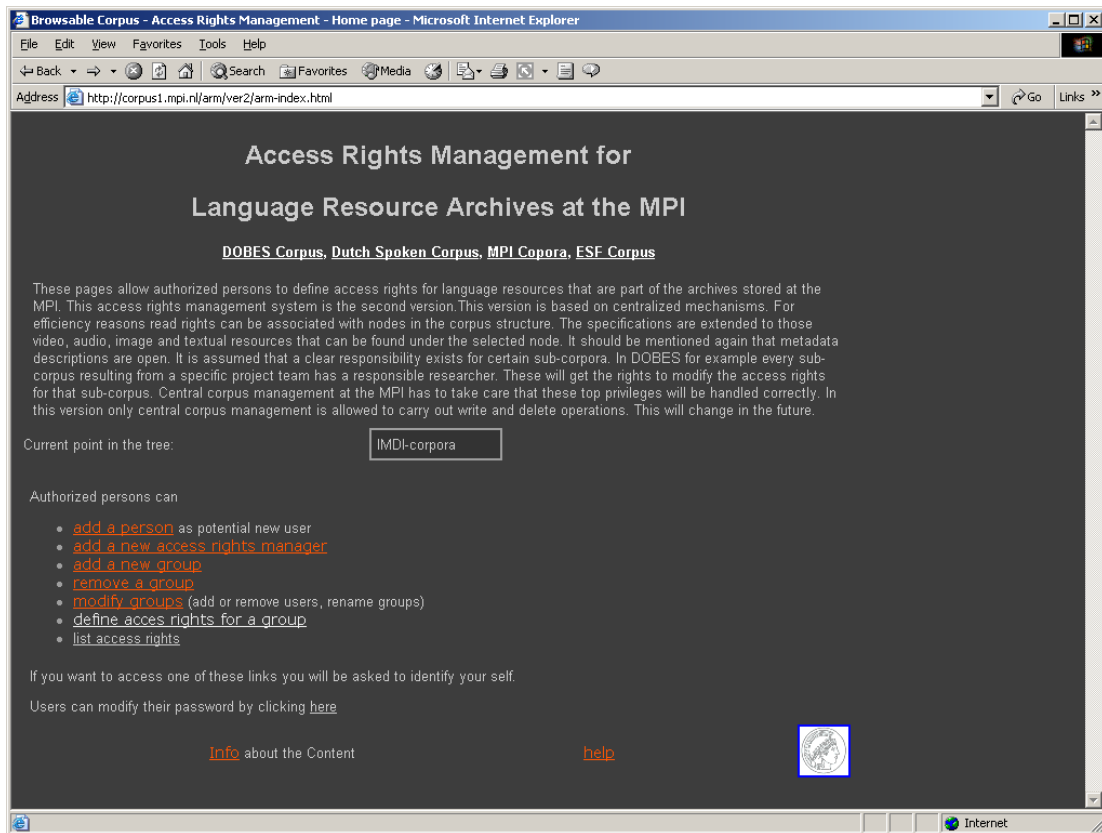 Browsable Corpus - Access Rights Management - Home page - Microsoft Internet Explorer
File Edit View Favorites Tools Help
Back Search Favorites Media
Address http://corpus1.mpi.nl/arm/ver2/arm-index.html Go Links »
Access Rights Management for
Language Resource Archives at the MPI
DOBES Corpus, Dutch Spoken Corpus, MPI Copora, ESF Corpus
These pages allow authorized persons to define access rights for language resources that are part of the archives stored at the
MPI. This access rights management system is the second version.This version is based on centralized mechanisms. For
efficiency reasons read rights can be associated with nodes in the corpus structure. The specifications are extended to those
video, audio, image and textual resources that can be found under the selected node. It should be mentioned again that metadata
descriptions are open. It is assumed that a clear responsibility exists for certain sub-corpora. In DOBES for example every sub-
corpus resulting from a specific project team has a responsible researcher. These will get the rights to modify the access rights
for that sub-corpus. Central corpus management at the MPI has to take care that these top privileges will be handled correctly. In
this version only central corpus management is allowed to carry out write and delete operations. This will change in the future.
Current point in the tree: IMDI-corpora
Authorized persons can
• add a person as potential new user
• add a new access rights manager
• add a new group
• remove a group
• modify groups (add or remove users, rename groups)
• define acces rights for a group
• list access rights
If you want to access one of these links you will be asked to identify your self.
Users can modify their password by clicking here
Info about the Content help
Internet